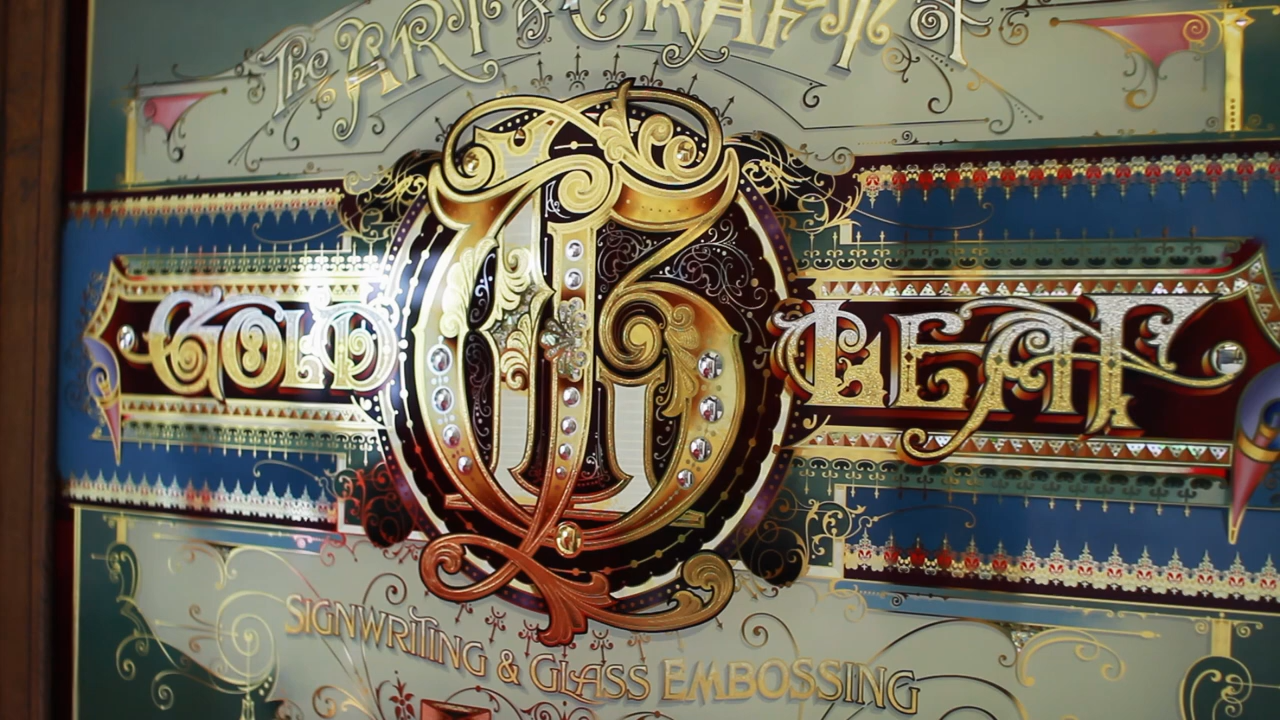 The ART & CRAFT of
GOLD LEAF
SIGNWRITING & GLASS EMBOSSING